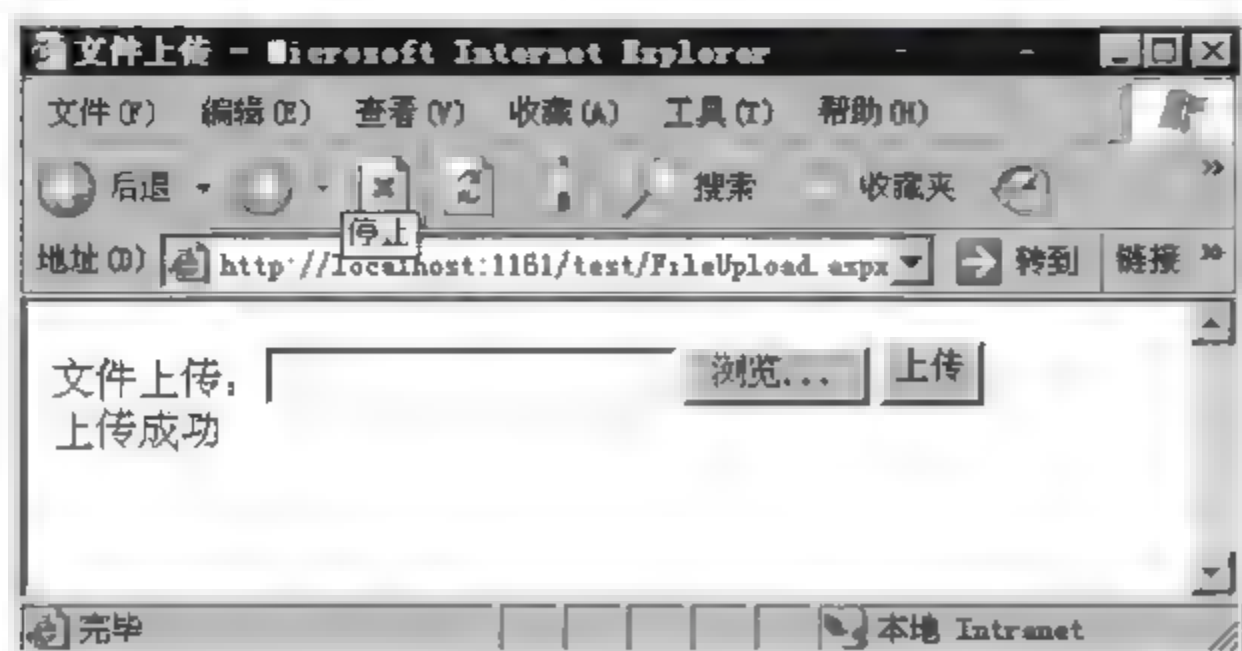 文件上传 - Microsoft Internet Explorer
文件(F) 编辑(E) 查看(V) 收藏(A) 工具(T) 帮助(H)
后退 搜索 收藏夹 »
停止
地址(D) http://localhost:1161/test/FileUpload.aspx 转到 链接 »
文件上传: 浏览... 上传
上传成功
完毕 本地 Intranet